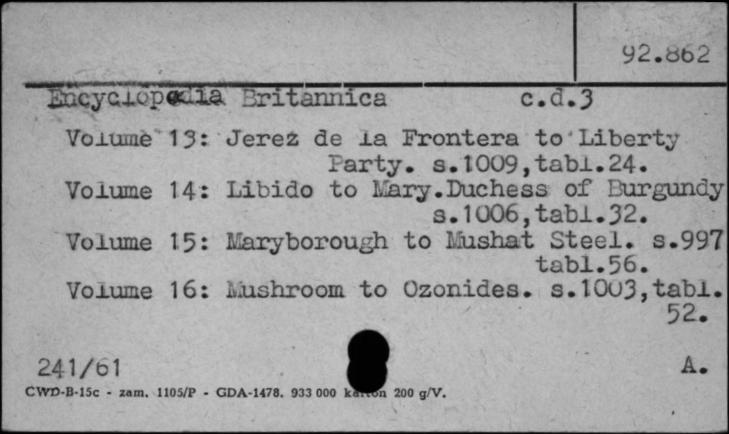 92.862
Encyclopedia Britannica c.d.3
Volume 13: Jerez de la Frontera to Liberty
Party. s.1009,tabl.24.
Volume 14: Libido to Mary.Duchess of Burgundy
s.1006,tabl.32.
Volume 15: Maryborough to Mushat Steel. s.997
tabl.56.
Volume 16: Mushroom to Ozonides. s.1003,tabl.
52.
241/61 A.
CWD-B-15c - zam. 1105/P - GDA-1478. 933 000 karton 200 g/V.